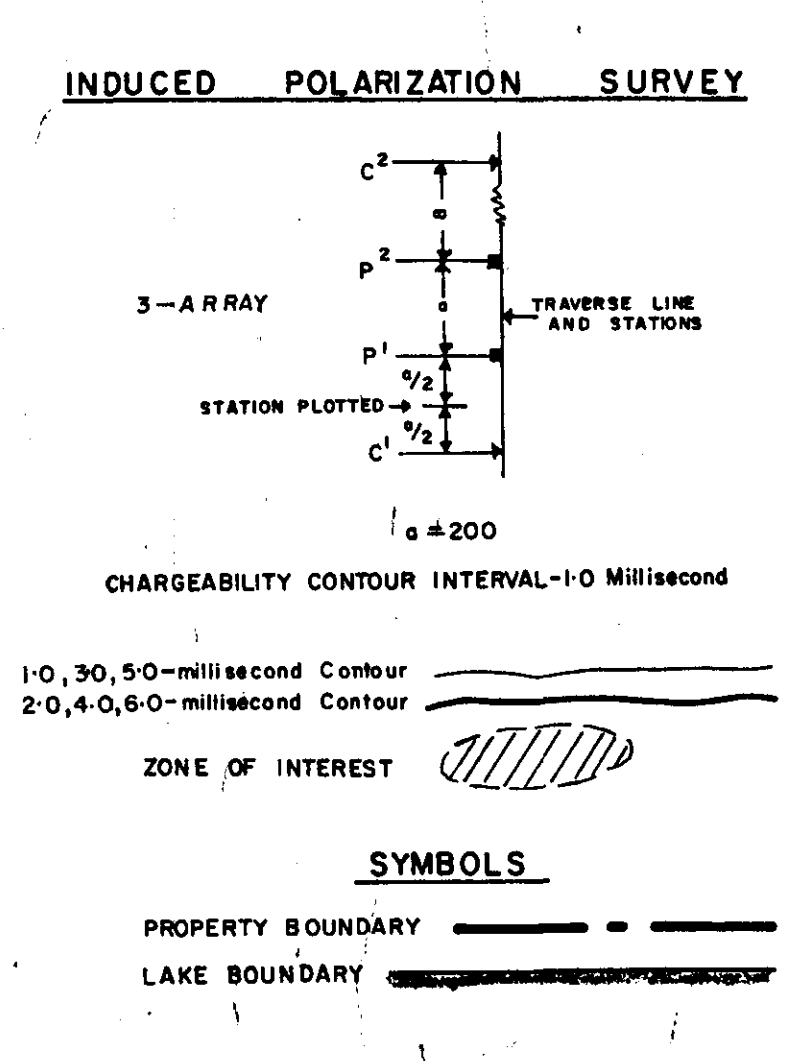 INDUCED POLARIZATION SURVEY
C²
∞
P²
3-ARRAY
a
TRAVERSE LINE
AND STATIONS
P¹
a/2
STATION PLOTTED
a/2
C¹
a = 200
CHARGEABILITY CONTOUR INTERVAL-1·0 Millisecond
1·0, 3·0, 5·0-millisecond Contour
2·0, 4·0, 6·0-millisecond Contour
ZONE OF INTEREST
SYMBOLS
PROPERTY BOUNDARY
LAKE BOUNDARY